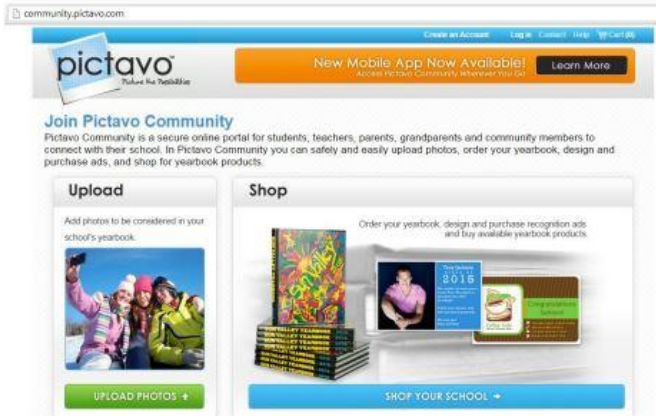 community.pictavo.com
Create an Account Log in Contact Help Cart (0)
pictavo
Picture the Possibilities
New Mobile App Now Available!
Access Pictavo Community Wherever You Go
Learn More
Join Pictavo Community
Pictavo Community is a secure online portal for students, teachers, parents, grandparents and community members to
connect with their school. In Pictavo Community you can safely and easily upload photos, order your yearbook, design and
purchase ads, and shop for yearbook products.
Upload
Add photos to be considered in your
school's yearbook.
UPLOAD PHOTOS
Shop
Order your yearbook, design and purchase recognition ads
and buy available yearbook products
Sun Valley
SUN VALLEY YEARBOOK
2015
Congratulations
SHOP YOUR SCHOOL